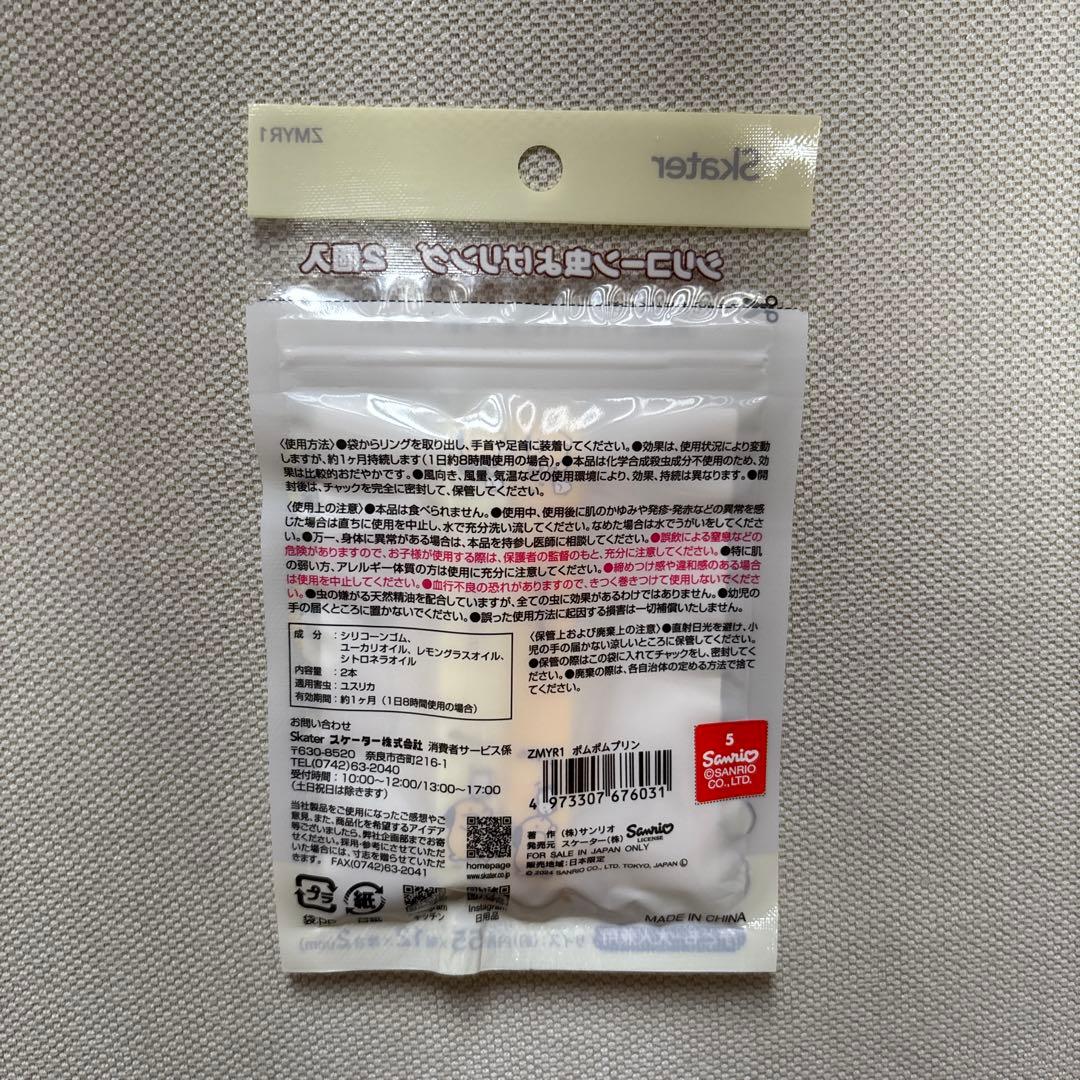 ZMYR1
Skater
シリコーン虫よけリング 2個入
〈使用方法〉●袋からリングを取り出し、手首や足首に装着してください。●効果は、使用状況により変動
しますが、約1ヶ月持続します(1日約8時間使用の場合)。●本品は化学合成殺虫成分不使用のため、効
果は比較的おだやかです。●風向き、風量、気温などの使用環境により、効果、持続は異なります。●開
封後は、チャックを完全に密封して、保管してください。
〈使用上の注意〉●本品は食べられません。●使用中、使用後に肌のかゆみや発疹・発赤などの異常を感
じた場合は直ちに使用を中止し、水で充分洗い流してください。なめた場合は水でうがいをしてくださ
い。●万一、身体に異常がある場合は、本品を持参し医師に相談してください。●誤飲による窒息などの
危険がありますので、お子様が使用する際は、保護者の監督のもと、充分に注意してください。●特に肌
の弱い方、アレルギー体質の方は使用に充分に注意してください。●締めつけ感や違和感のある場合
は使用を中止してください。●血行不良の恐れがありますので、きつく巻きつけて使用しないでくださ
い。●虫の嫌がる天然精油を配合していますが、全ての虫に効果があるわけではありません。●幼児の
手の届くところに置かないでください。●誤った使用方法に起因する損害は一切補償いたしません。
成 分 :シリコーンゴム、
ユーカリオイル、レモングラスオイル、
シトロネラオイル
内容量 :2本
適用害虫:ユスリカ
有効期間:約1ヶ月(1日8時間使用の場合)
〈保管上および廃棄上の注意〉●直射日光を避け、小
児の手の届かない涼しいところに保管してください。
●保管の際はこの袋に入れてチャックをし、密封してく
ださい。●廃棄の際は、各自治体の定める方法で捨て
てください。
お問い合わせ
Skater スケーター株式会社 消費者サービス係
〒630-8520 奈良市杏町216-1
TEL(0742)63-2040
受付時間:10:00〜12:00/13:00〜17:00
(土日祝日は除きます)
当社製品をご使用になったご感想やご
意見、また、商品化を希望するアイデア
等ございましたら、弊社企画部までお寄
せください。採用・参考にさせていただ
いた場合には、寸志を贈らせていただ
きます。 FAX(0742)63-2041
ZMYR1 ポムポムプリン
4 973307 676031
5
Sanrio
©SANRIO
CO., LTD.
著 作 (株)サンリオ
発売元 スケーター(株)
Sanrio
LICENSE
FOR SALE IN JAPAN ONLY
販売地域:日本限定
© 2024 SANRIO CO., LTD. TOKYO, JAPAN Ⓛ
homepage
www.skater.co.jp
プラ
紙
袋:PP
台紙
キッチン
Instagram
日用品
MADE IN CHINA